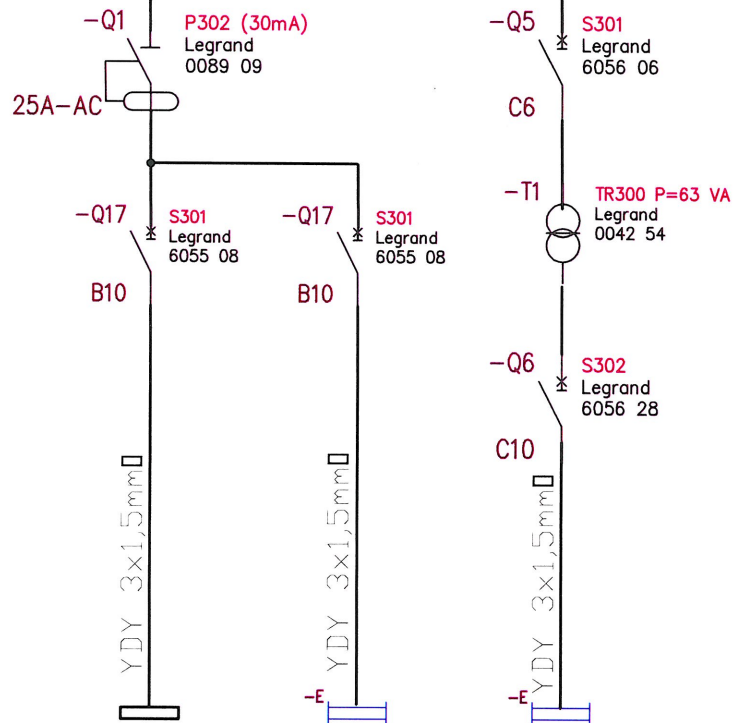 -Q1
P302 (30mA)
Legrand
0089 09
25A-AC
-Q17
S301
Legrand
6055 08
B10
-Q17
S301
Legrand
6055 08
B10
YDY 3x1,5mm
YDY 3x1,5mm
-E
-Q5
S301
Legrand
6056 06
C6
-T1
TR300 P=63 VA
Legrand
0042 54
-Q6
S302
Legrand
6056 28
C10
YDY 3x1,5mm
-E